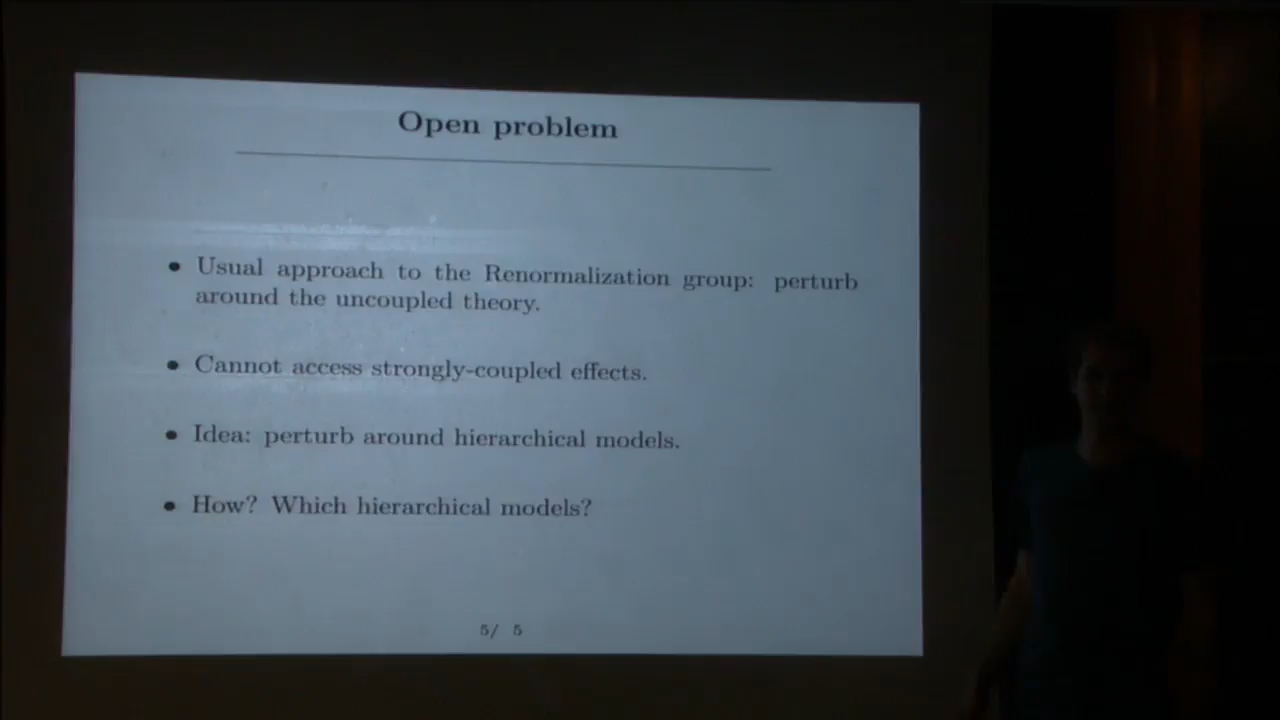 Open problem
• Usual approach to the Renormalization group: perturb
around the uncoupled theory.
• Cannot access strongly-coupled effects.
• Idea: perturb around hierarchical models.
• How? Which hierarchical models?
5/ 5